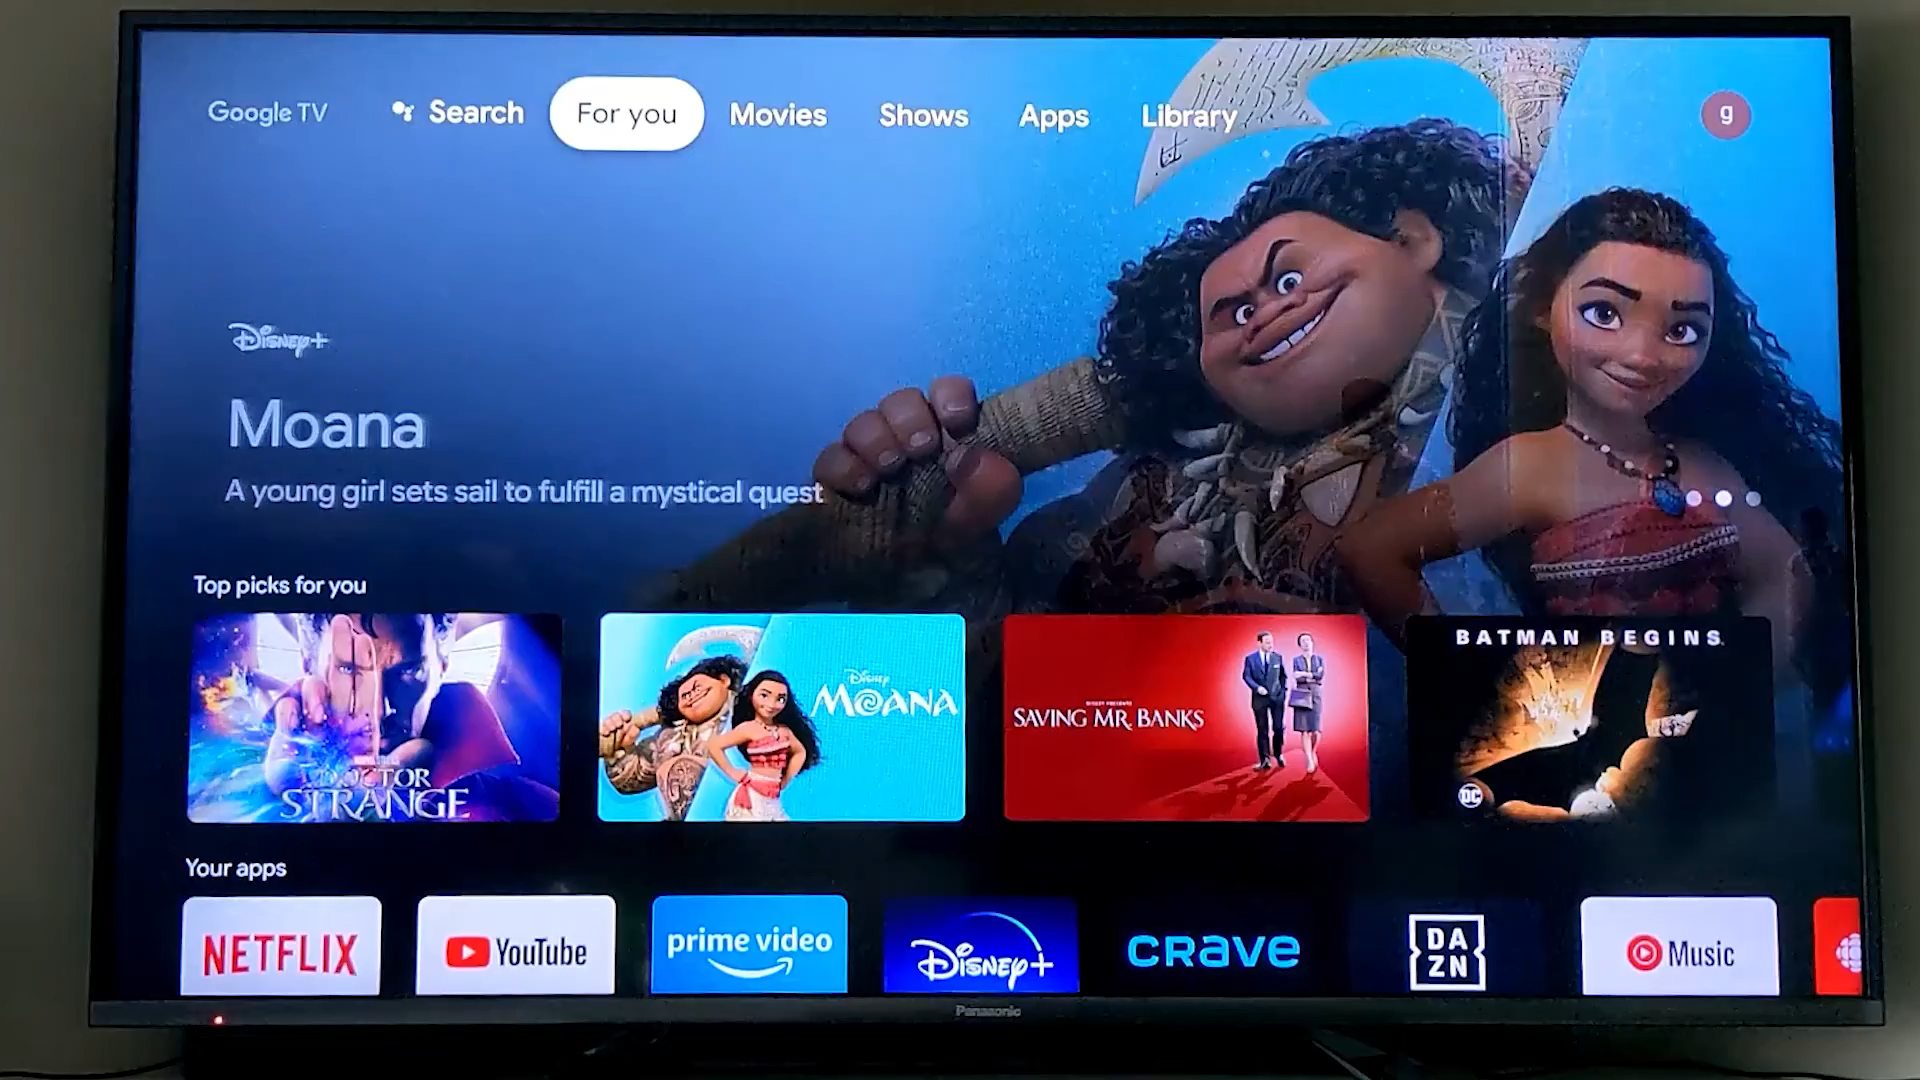 Google TV
Search
For you
Movies
Shows
Apps
Library
g
Disney+
Moana
A young girl sets sail to fulfill a mystical quest
Top picks for you
DOCTOR
STRANGE
Disney
MOANA
SAVING MR. BANKS
BATMAN BEGINS
DC
Your apps
NETFLIX
YouTube
prime video
Disney+
crave
DA
ZN
Music
Panasonic